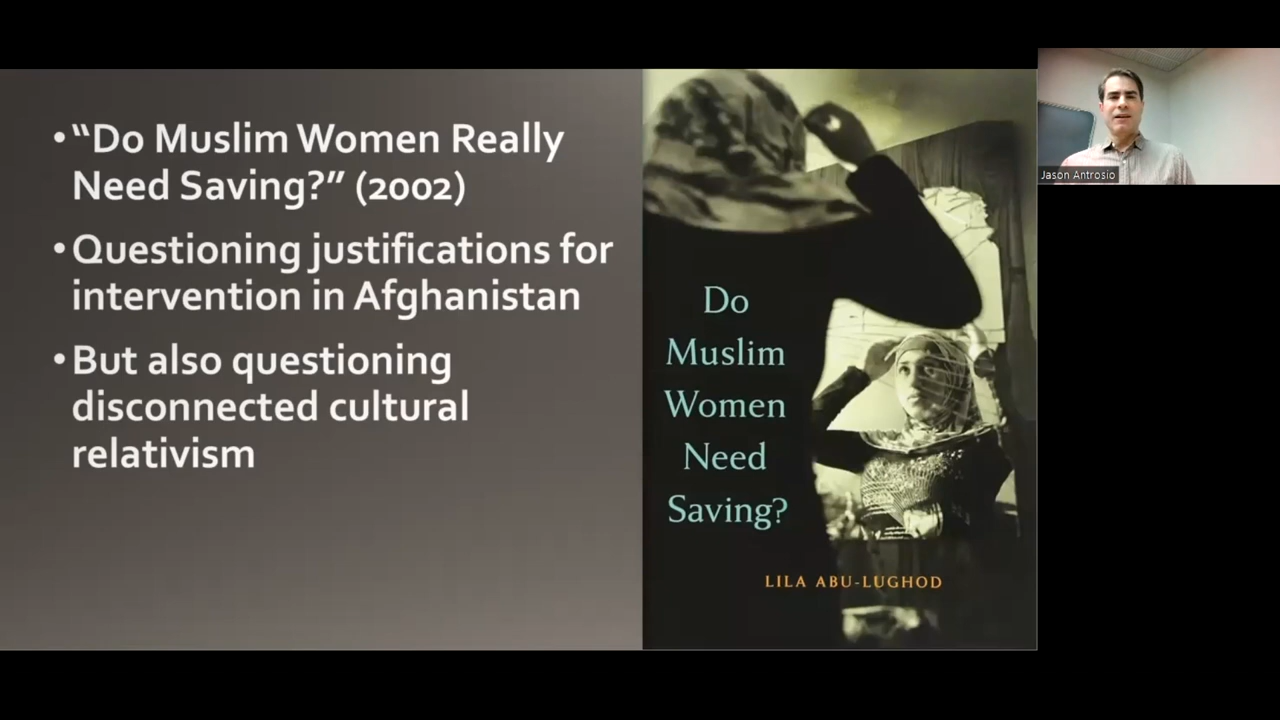 • “Do Muslim Women Really
Need Saving?” (2002)
• Questioning justifications for
intervention in Afghanistan
• But also questioning
disconnected cultural
relativism
Do
Muslim
Women
Need
Saving?
LILA ABU-LUGHOD
Jason Antrosio